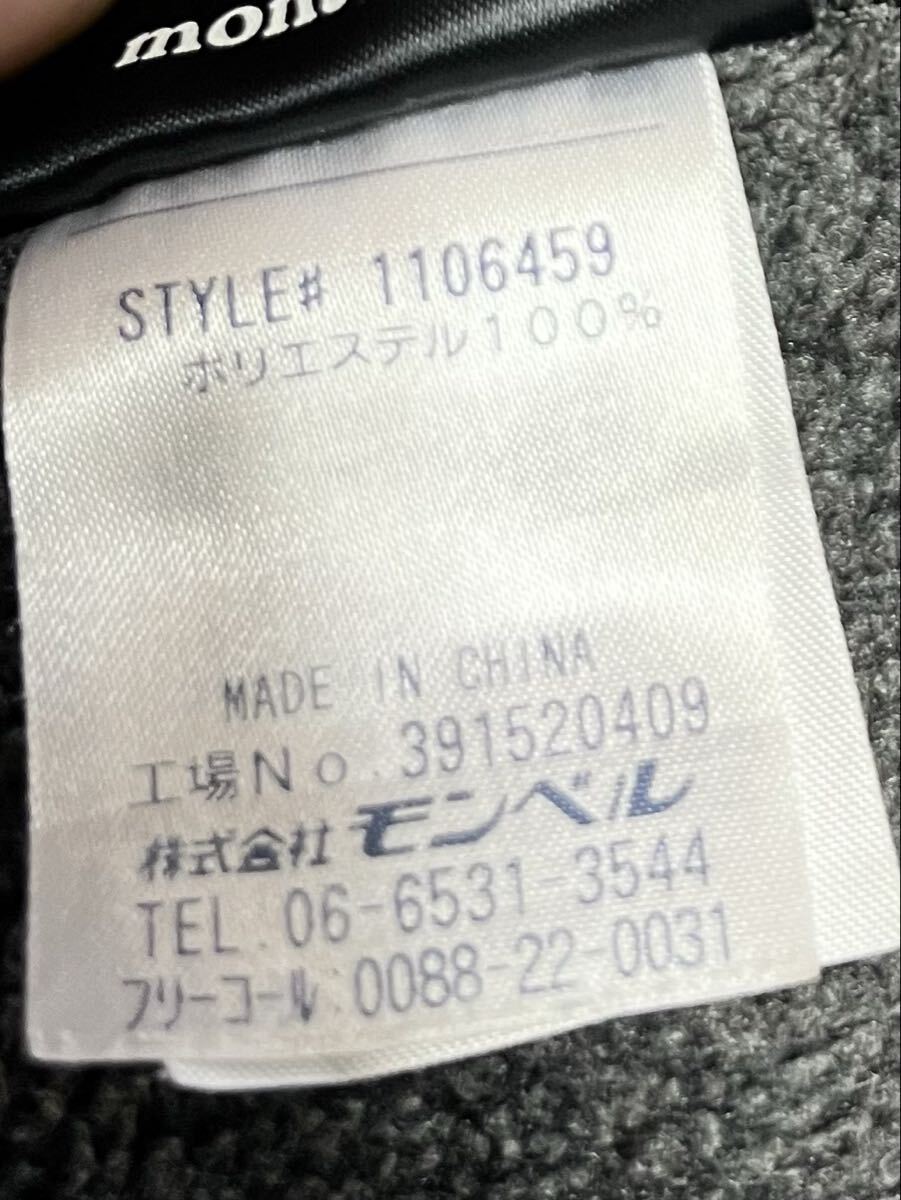 mont
STYLE# 1106459
ポリエステル100%
MADE IN CHINA
工場No.391520409
株式会社モンベル
TEL.06-6531-3544
フリーコール:0088-22-0031